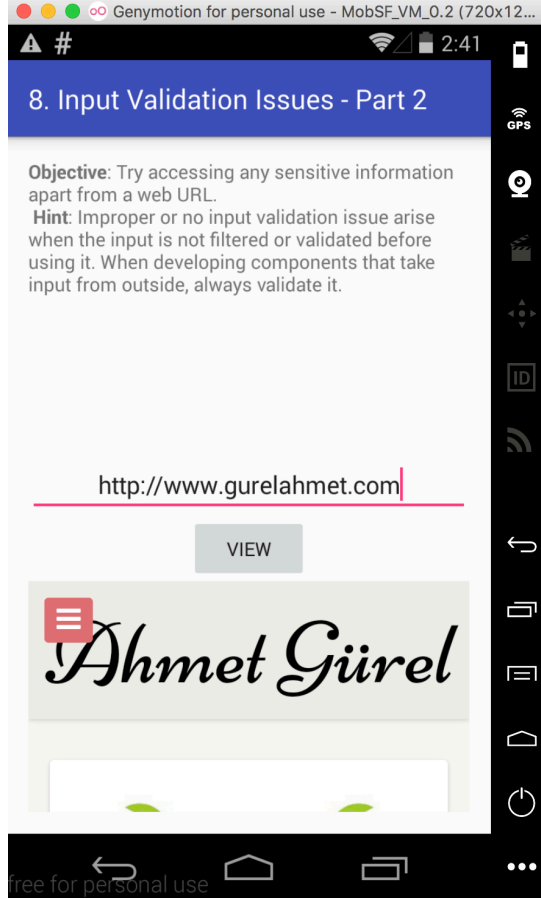 Genymotion for personal use - MobSF_VM_0.2 (720x12...
2:41
8. Input Validation Issues - Part 2
Objective: Try accessing any sensitive information
apart from a web URL.
Hint: Improper or no input validation issue arise
when the input is not filtered or validated before
using it. When developing components that take
input from outside, always validate it.
http://www.gurelahmet.com
VIEW
Ahmet Gürel
free for personal use
GPS
ID